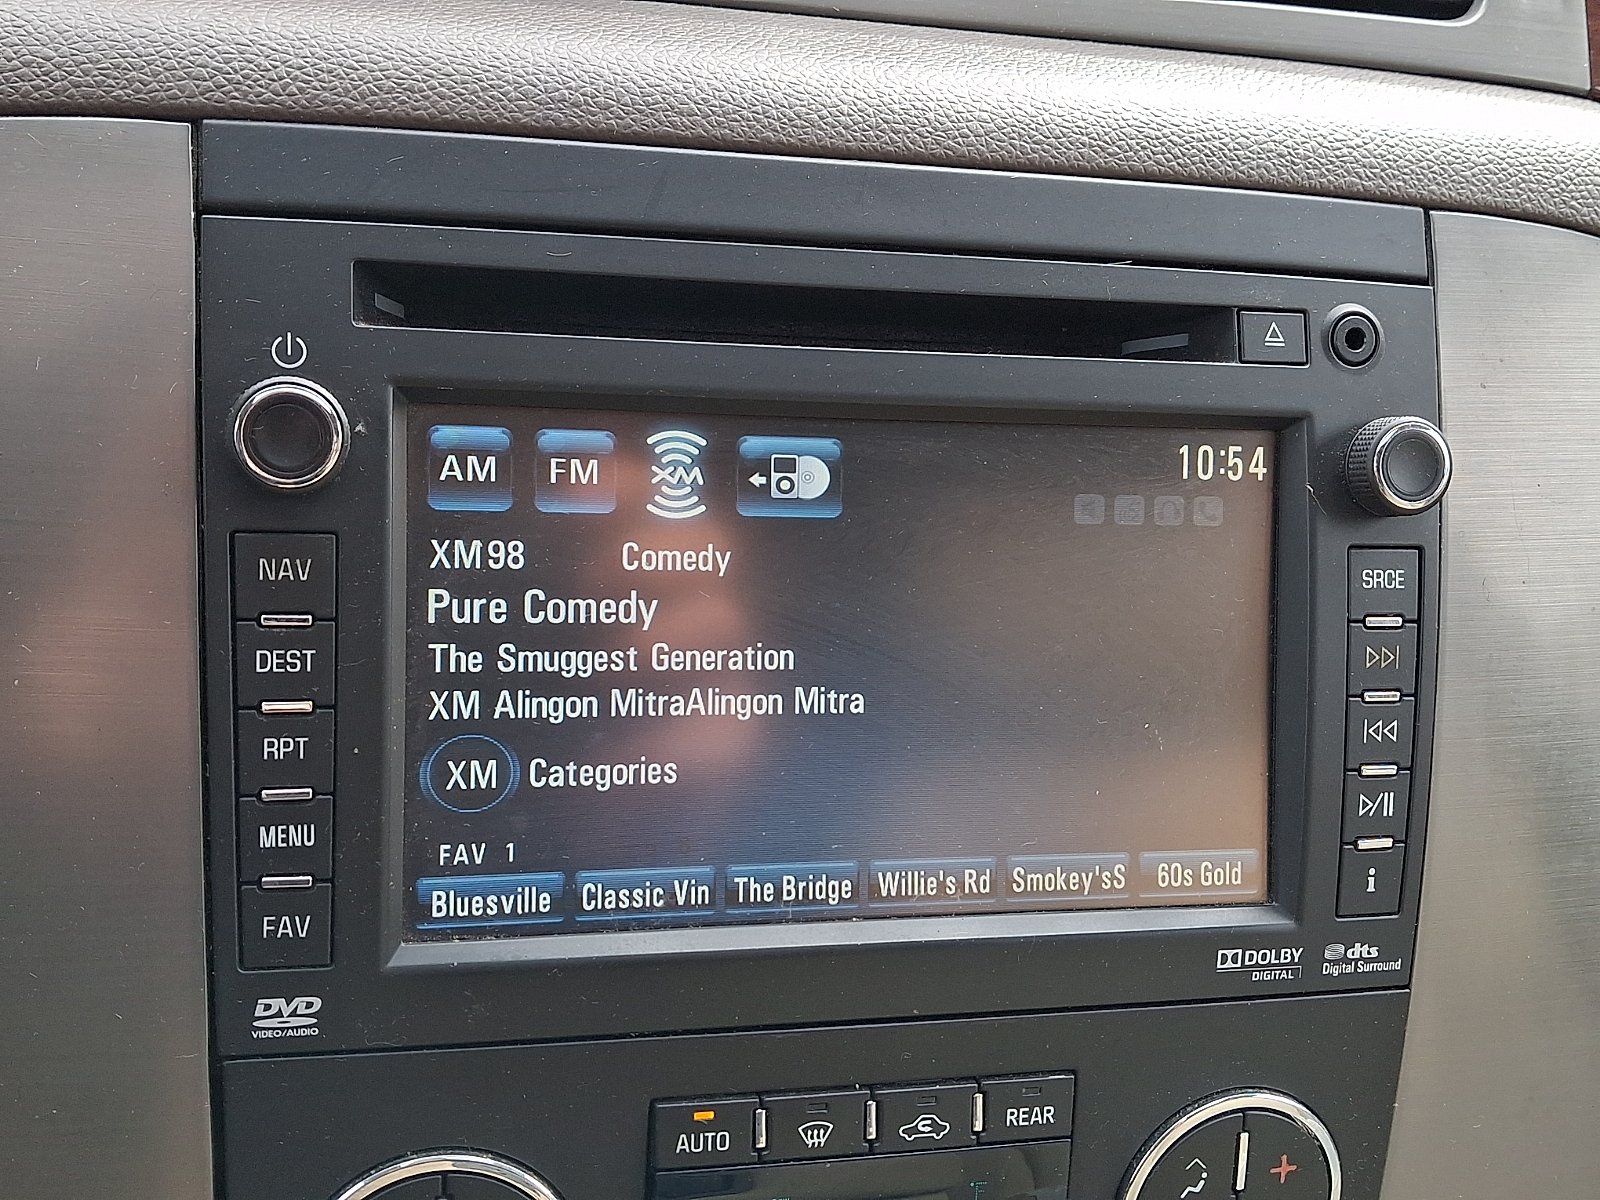 AM FM XM 10:54
XM98 Comedy
Pure Comedy
The Smuggest Generation
XM Alingon MitraAlingon Mitra
XM Categories
FAV 1
Bluesville Classic Vin The Bridge Willie's Rd Smokey'sS 60s Gold
NAV
DEST
RPT
MENU
FAV
SRCE
i
DVD
VIDEO/AUDIO
DOLBY
DIGITAL
dts
Digital Surround
AUTO
REAR